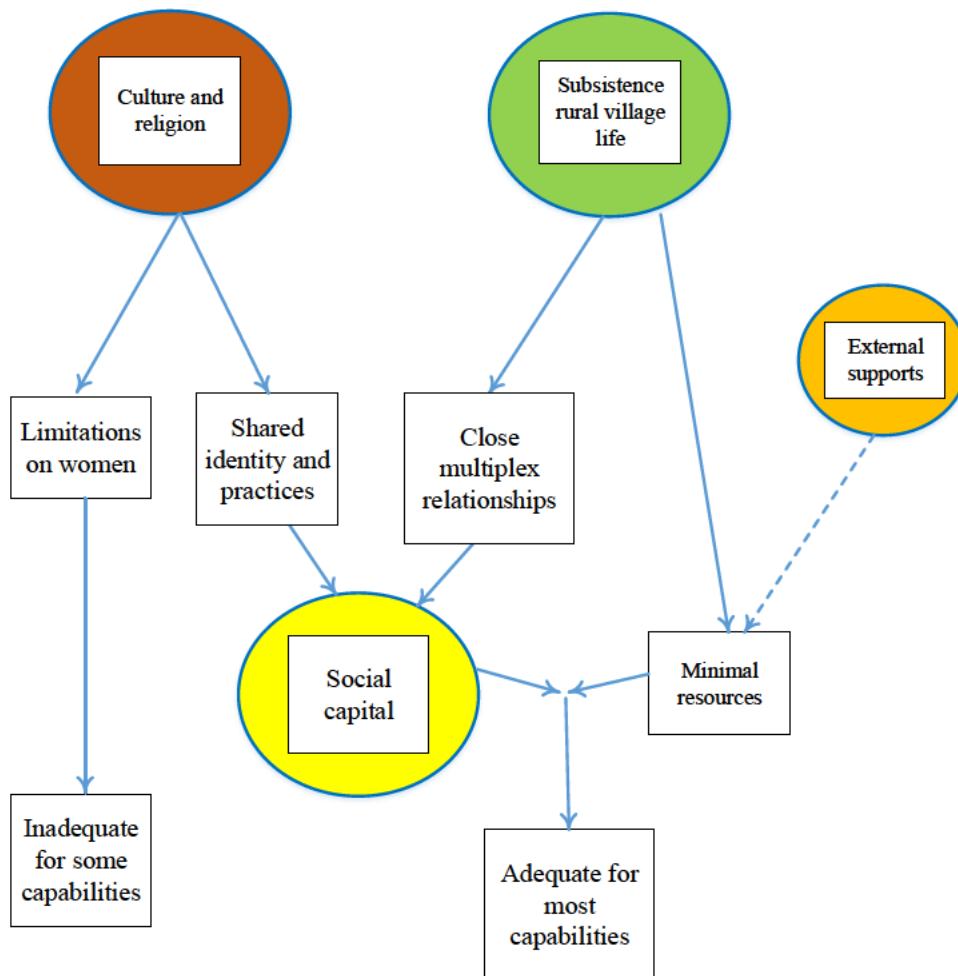 Culture and
religion
Subsistence
rural village
life
External
supports
Limitations
on women
Shared
identity and
practices
Close
multiplex
relationships
Social
capital
Minimal
resources
Inadequate
for some
capabilities
Adequate for
most
capabilities